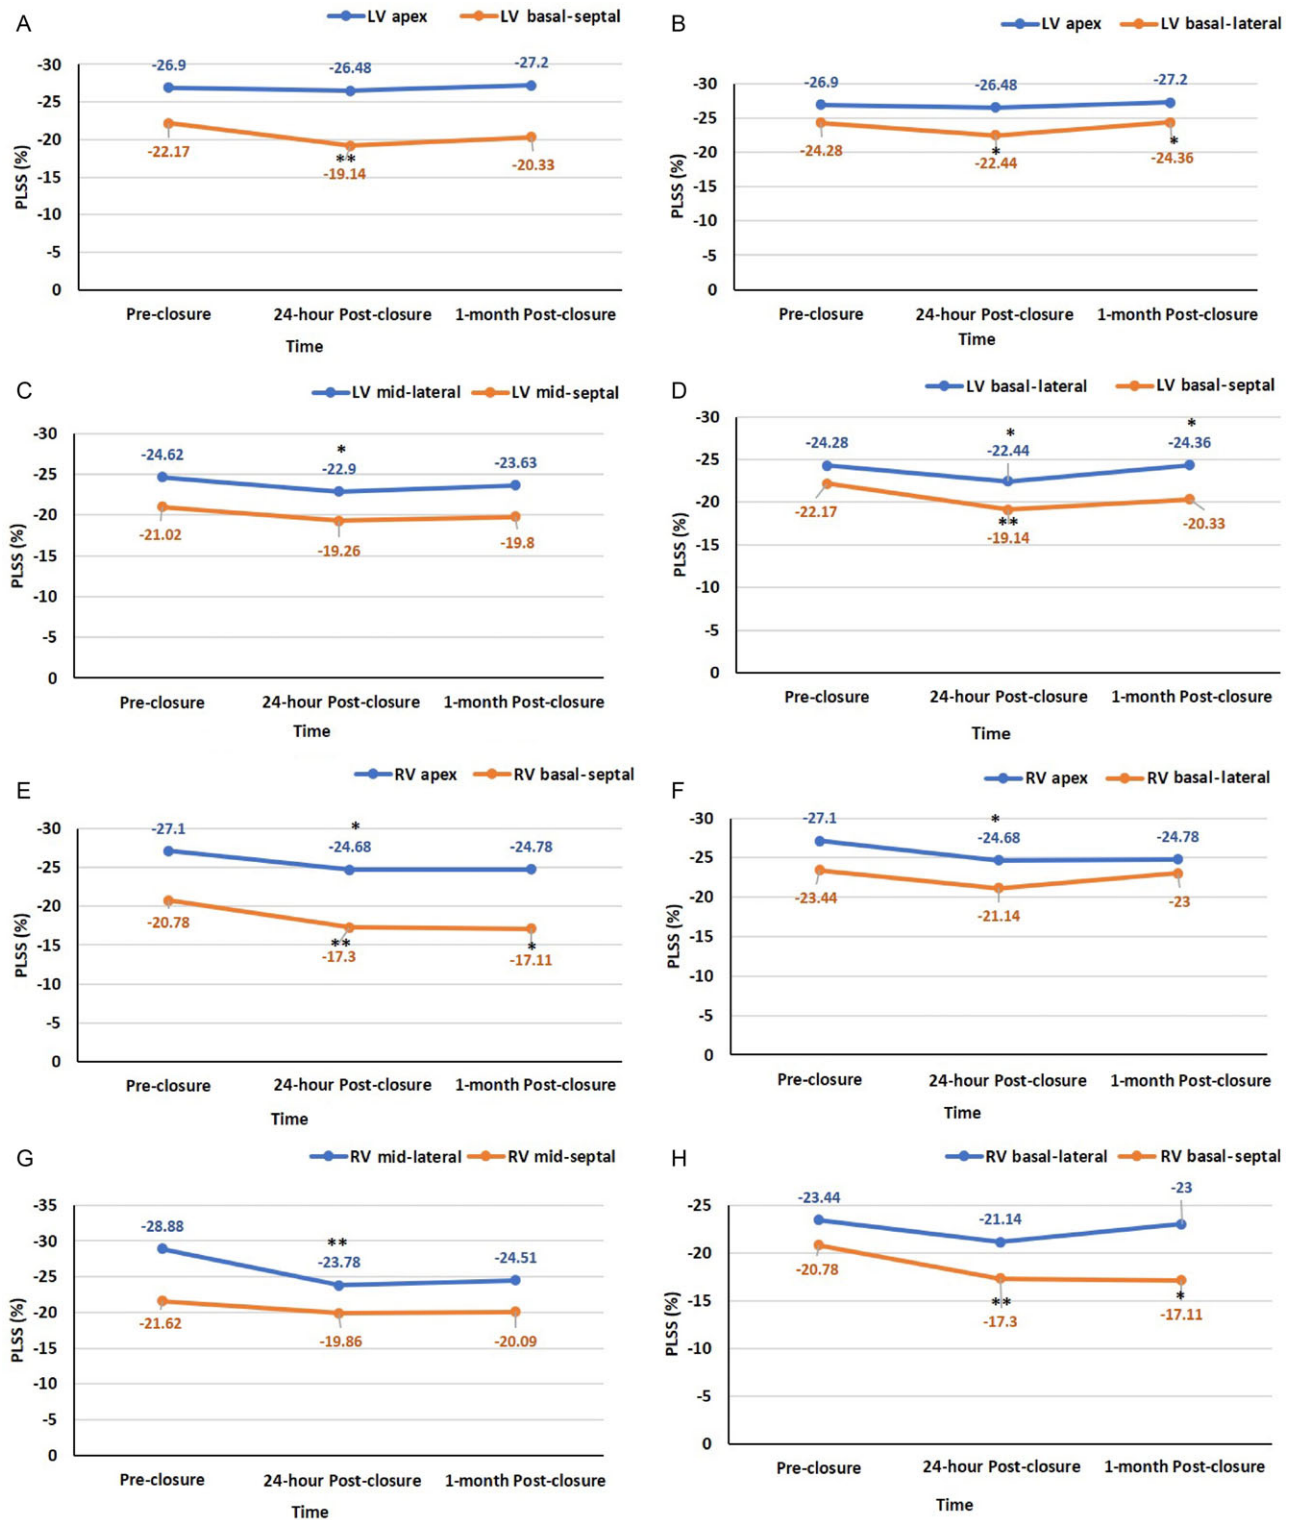 A
LV apex LV basal-septal
-30
-25
-20
-15
-10
-5
0
PLSS (%)
-26.9 -26.48 -27.2
-22.17 ** -19.14 -20.33
Pre-closure 24-hour Post-closure 1-month Post-closure
Time
B
LV apex LV basal-lateral
-30
-25
-20
-15
-10
-5
0
PLSS (%)
-26.9 -26.48 -27.2
-24.28 * -22.44 * -24.36
Pre-closure 24-hour Post-closure 1-month Post-closure
Time
C
LV mid-lateral LV mid-septal
-30
-25
-20
-15
-10
-5
0
PLSS (%)
*
-24.62 -22.9 -23.63
-21.02 -19.26 -19.8
Pre-closure 24-hour Post-closure 1-month Post-closure
Time
D
LV basal-lateral LV basal-septal
-30
-25
-20
-15
-10
-5
0
PLSS (%)
* *
-24.28 -22.44 -24.36
-22.17 ** -19.14 -20.33
Pre-closure 24-hour Post-closure 1-month Post-closure
Time
E
RV apex RV basal-septal
-30
-25
-20
-15
-10
-5
0
PLSS (%)
*
-27.1 -24.68 -24.78
-20.78 ** -17.3 * -17.11
Pre-closure 24-hour Post-closure 1-month Post-closure
Time
F
RV apex RV basal-lateral
-30
-25
-20
-15
-10
-5
0
PLSS (%)
*
-27.1 -24.68 -24.78
-23.44 -21.14 -23
Pre-closure 24-hour Post-closure 1-month Post-closure
Time
G
RV mid-lateral RV mid-septal
-35
-30
-25
-20
-15
-10
-5
0
PLSS (%)
**
-28.88 -23.78 -24.51
-21.62 -19.86 -20.09
Pre-closure 24-hour Post-closure 1-month Post-closure
Time
H
RV basal-lateral RV basal-septal
-25
-20
-15
-10
-5
0
PLSS (%)
-23.44 -21.14 -23
-20.78 ** -17.3 * -17.11
Pre-closure 24-hour Post-closure 1-month Post-closure
Time